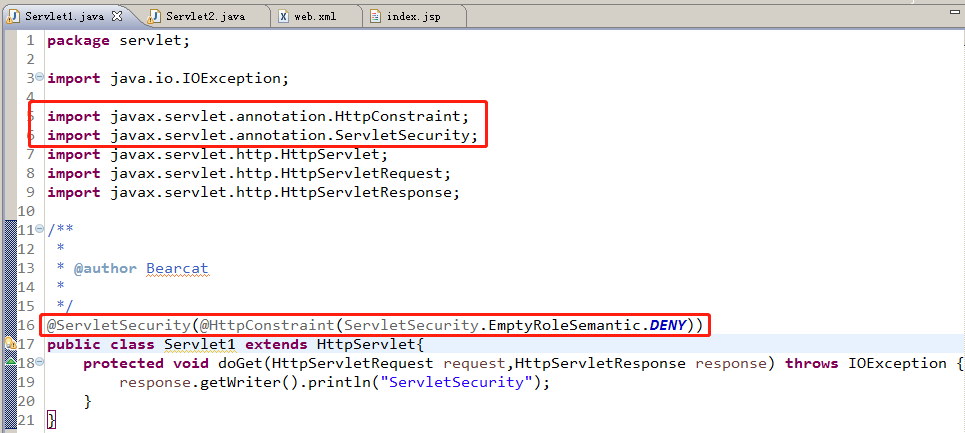 Servlet1.java Servlet2.java web.xml index.jsp
1 package servlet;
2
3 import java.io.IOException;
4
5 import javax.servlet.annotation.HttpConstraint;
6 import javax.servlet.annotation.ServletSecurity;
7 import javax.servlet.http.HttpServlet;
8 import javax.servlet.http.HttpServletRequest;
9 import javax.servlet.http.HttpServletResponse;
10
11 /**
12  *
13  * @author Bearcat
14  *
15  */
16 @ServletSecurity(@HttpConstraint(ServletSecurity.EmptyRoleSemantic.DENY))
17 public class Servlet1 extends HttpServlet{
18     protected void doGet(HttpServletRequest request,HttpServletResponse response) throws IOException {
19         response.getWriter().println("ServletSecurity");
20     }
21 }